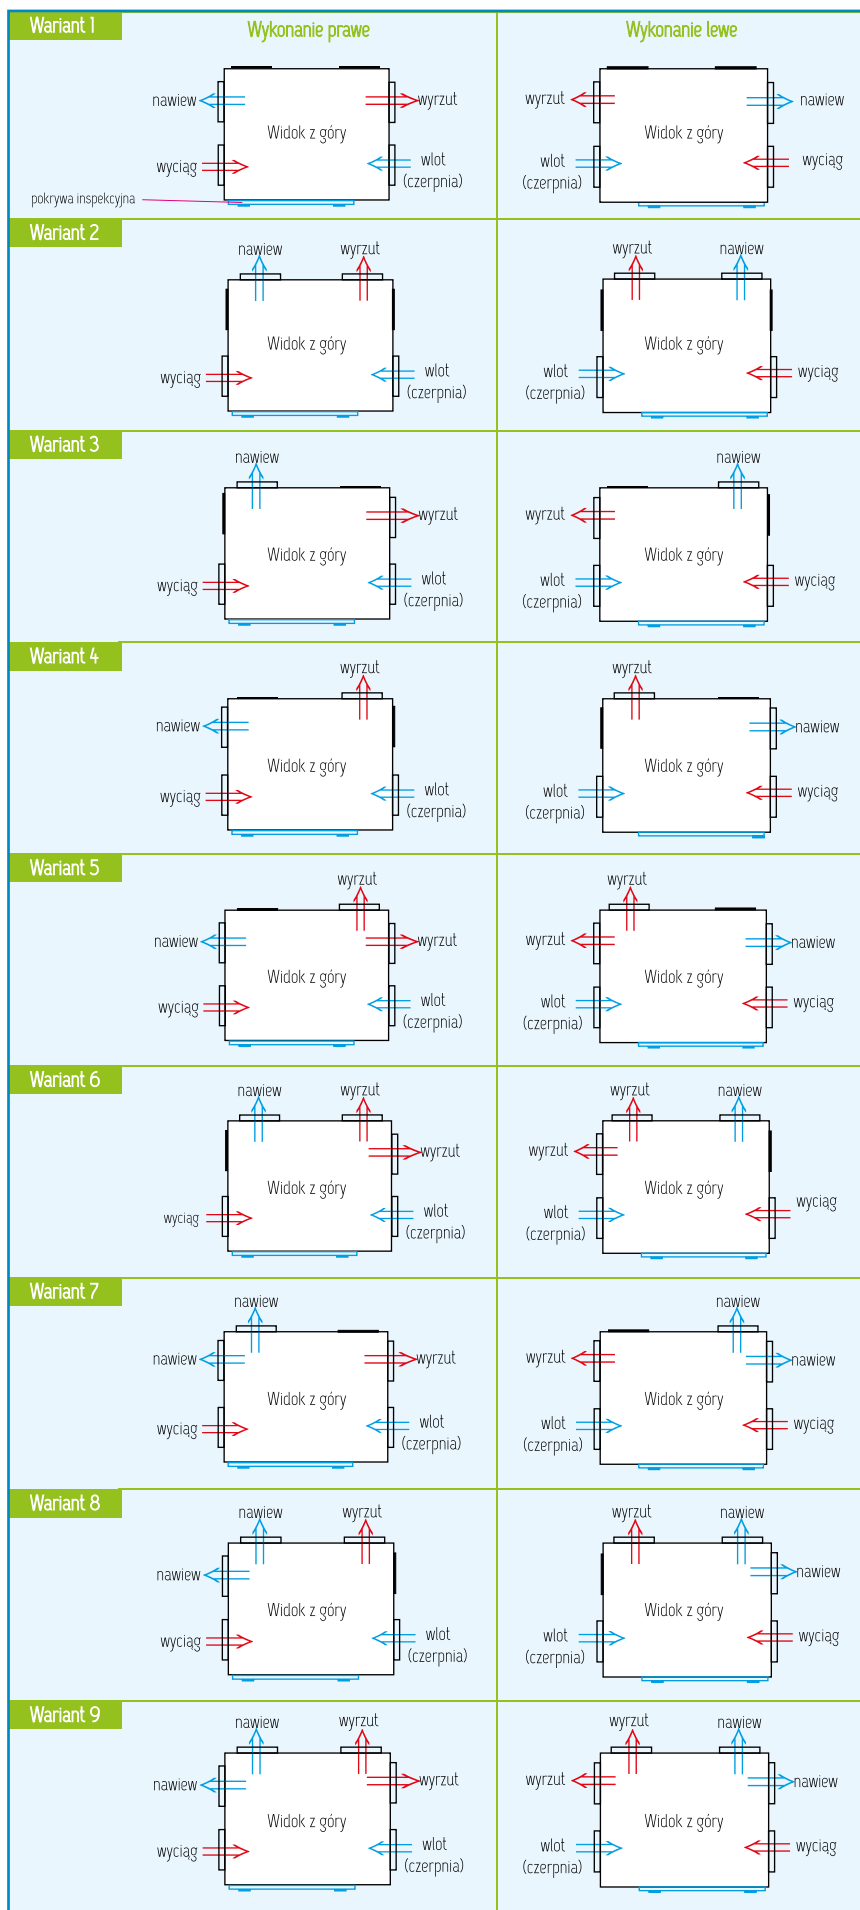 Wariant 1
Wykonanie prawe
Wykonanie lewe
nawiew
wyrzut
Widok z góry
wyciąg
wlot
(czerpnia)
pokrywa inspekcyjna
wyrzut
nawiew
Widok z góry
wlot
(czerpnia)
wyciąg
Wariant 2
nawiew
wyrzut
Widok z góry
wyciąg
wlot
(czerpnia)
wyrzut
nawiew
Widok z góry
wlot
(czerpnia)
wyciąg
Wariant 3
nawiew
wyrzut
Widok z góry
wyciąg
wlot
(czerpnia)
nawiew
wyrzut
Widok z góry
wlot
(czerpnia)
wyciąg
Wariant 4
wyrzut
nawiew
Widok z góry
wyciąg
wlot
(czerpnia)
wyrzut
nawiew
Widok z góry
wlot
(czerpnia)
wyciąg
Wariant 5
wyrzut
nawiew
wyrzut
Widok z góry
wyciąg
wlot
(czerpnia)
wyrzut
wyrzut
nawiew
Widok z góry
wlot
(czerpnia)
wyciąg
Wariant 6
nawiew
wyrzut
wyrzut
Widok z góry
wyciąg
wlot
(czerpnia)
wyrzut
nawiew
wyrzut
Widok z góry
wlot
(czerpnia)
wyciąg
Wariant 7
nawiew
nawiew
wyrzut
Widok z góry
wyciąg
wlot
(czerpnia)
nawiew
wyrzut
nawiew
Widok z góry
wlot
(czerpnia)
wyciąg
Wariant 8
nawiew
wyrzut
nawiew
Widok z góry
wyciąg
wlot
(czerpnia)
wyrzut
nawiew
nawiew
Widok z góry
wlot
(czerpnia)
wyciąg
Wariant 9
nawiew
wyrzut
nawiew
wyrzut
Widok z góry
wyciąg
wlot
(czerpnia)
wyrzut
nawiew
wyrzut
nawiew
Widok z góry
wlot
(czerpnia)
wyciąg